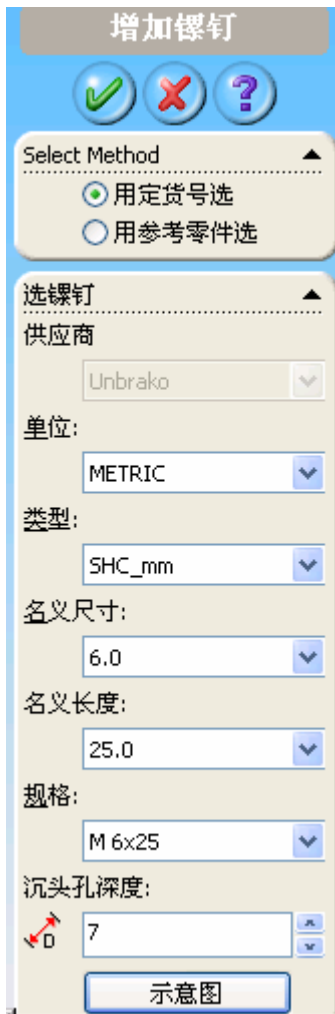 增加镙钉
?
Select Method
用定货号选
用参考零件选
选镙钉
供应商
Unbrako
单位:
METRIC
类型:
SHC_mm
名义尺寸:
6.0
名义长度:
25.0
规格:
M 6x25
沉头孔深度:
D 7
示意图